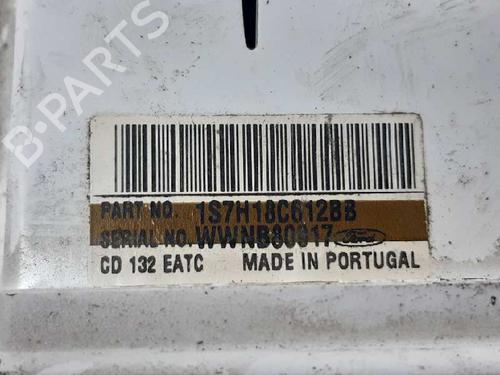 B-PARTS
PART NO. 1S7H18C612BB
SERIAL NO. WWNB80917 Ford
CD 132 EATC MADE IN PORTUGAL